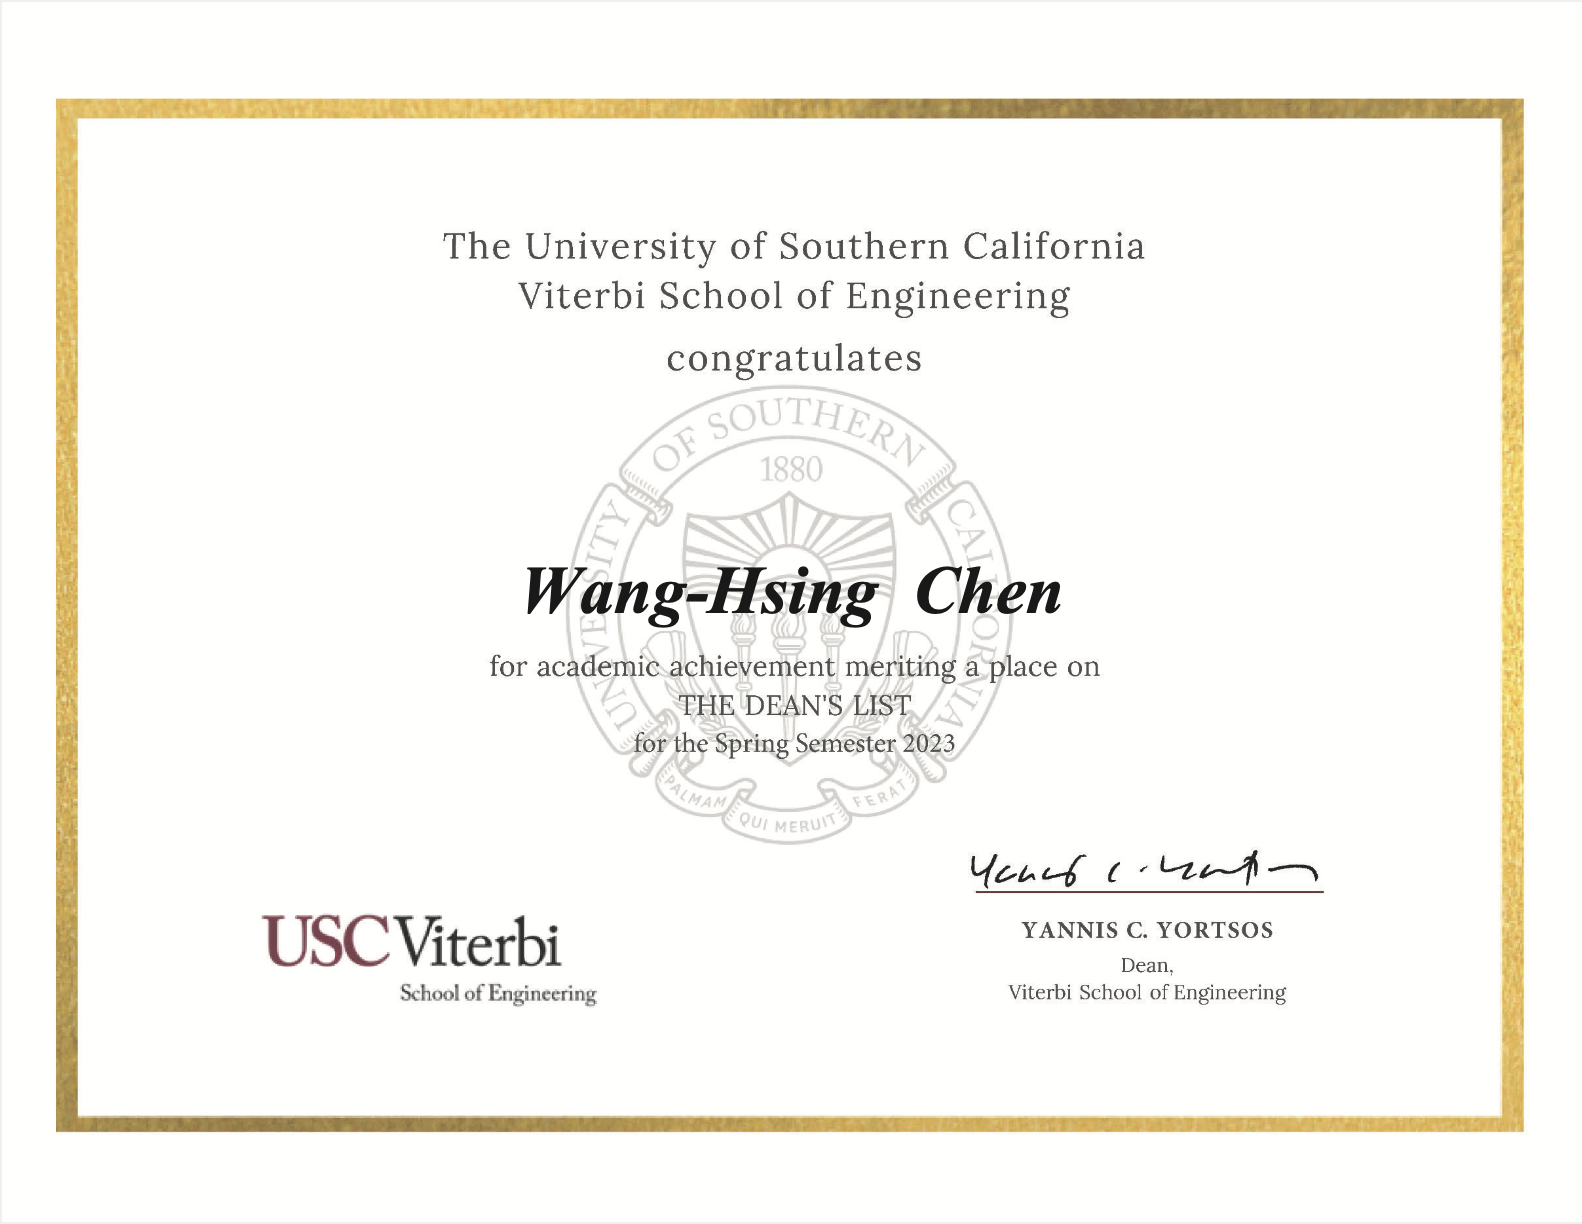 The University of Southern California
Viterbi School of Engineering
congratulates
UNIVERSITY OF SOUTHERN CALIFORNIA
1880
Wang-Hsing Chen
for academic achievement meriting a place on
THE DEAN'S LIST
for the Spring Semester 2023
PALMAM QUI MERUIT FERAT
Yannis C. Yortsos
YANNIS C. YORTSOS
Dean,
Viterbi School of Engineering
USC Viterbi
School of Engineering